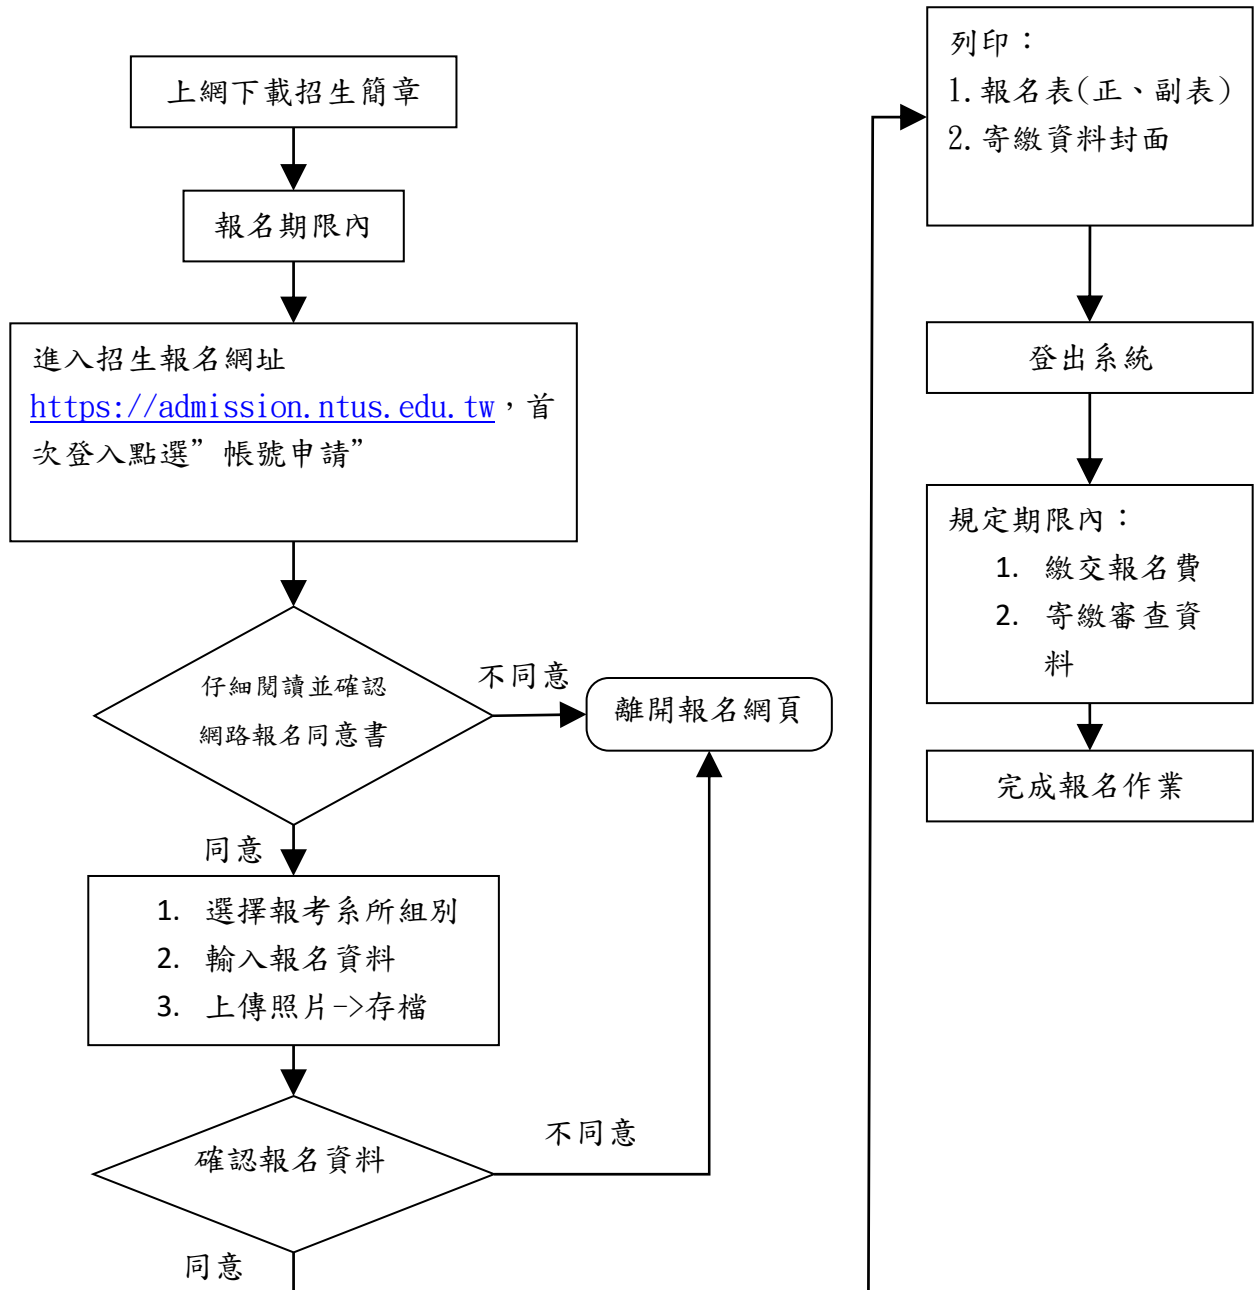 上網下載招生簡章
報名期限內
進入招生報名網址
https://admission.ntus.edu.tw，首
次登入點選”帳號申請”
仔細閱讀並確認
網路報名同意書
不同意
離開報名網頁
同意
1. 選擇報考系所組別
2. 輸入報名資料
3. 上傳照片->存檔
確認報名資料
不同意
同意
列印：
1.報名表(正、副表)
2.寄繳資料封面
登出系統
規定期限內：
1. 繳交報名費
2. 寄繳審查資
料
完成報名作業